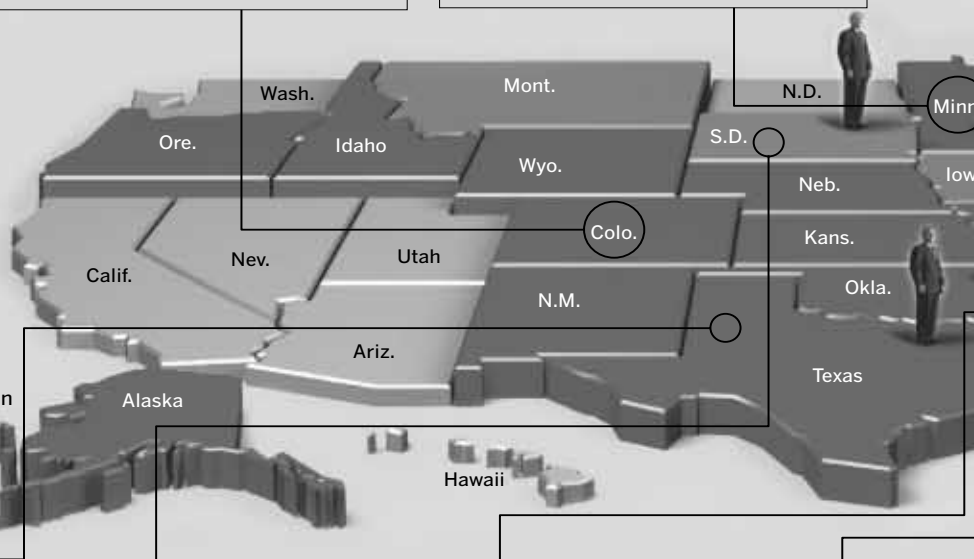 Wash.
Mont.
N.D.
Minn
Ore.
Idaho
S.D.
Wyo.
Neb.
Iow
Colo.
Kans.
Nev.
Utah
Calif.
Okla.
N.M.
Ariz.
Texas
n
Alaska
Hawaii